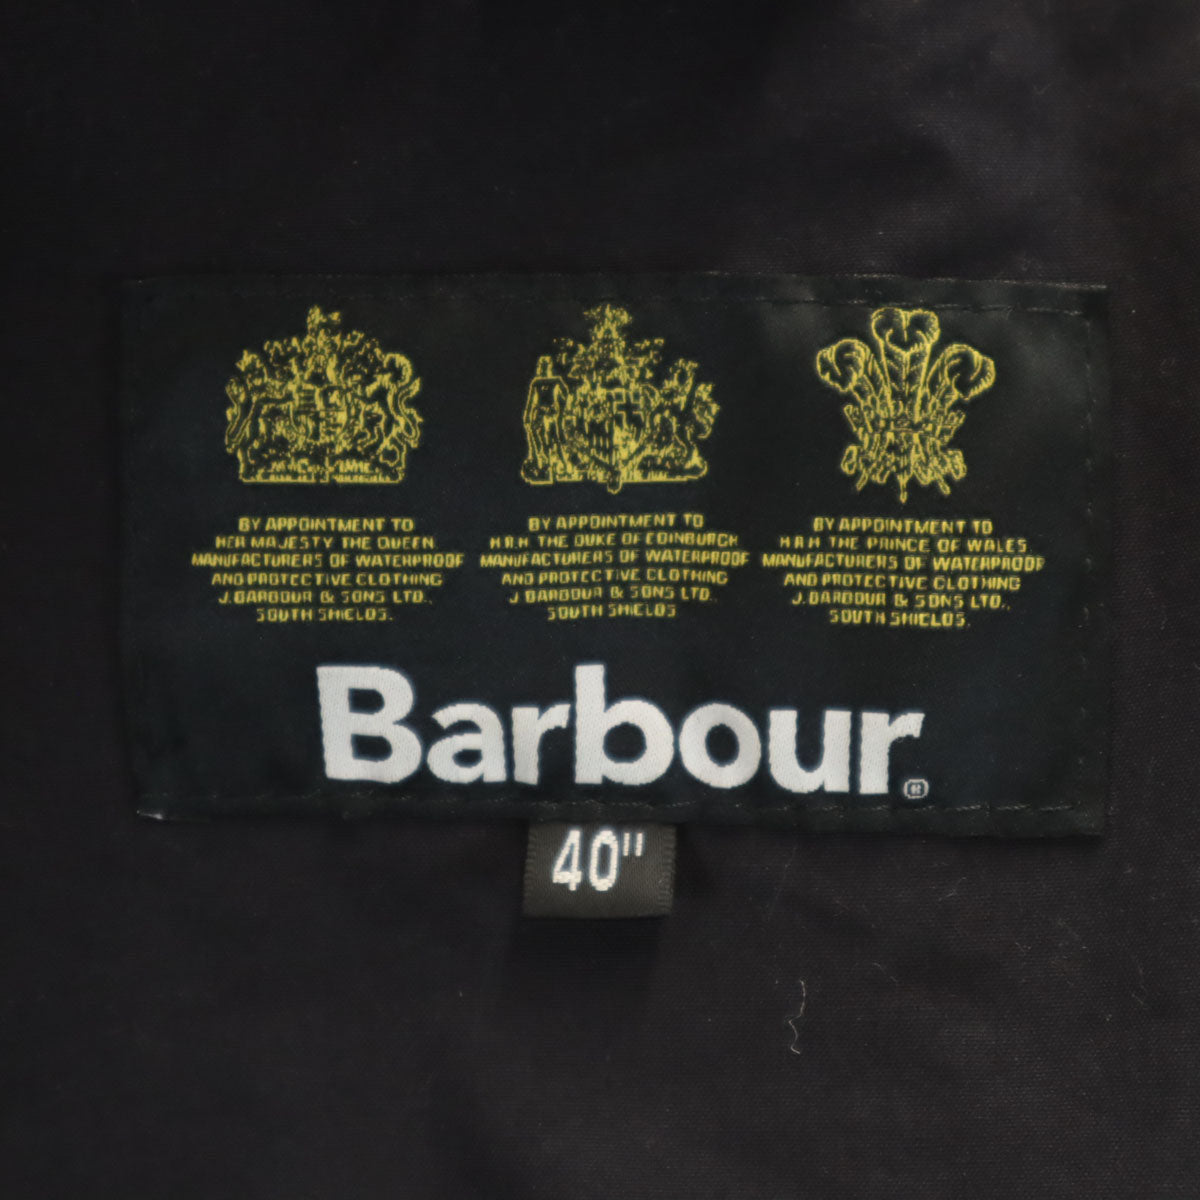 BY APPOINTMENT TO
HER MAJESTY THE QUEEN
MANUFACTURERS OF WATERPROOF
AND PROTECTIVE CLOTHING
J. BARBOUR & SONS LTD.,
SOUTH SHIELDS.
BY APPOINTMENT TO
H.R.H THE DUKE OF EDINBURGH
MANUFACTURERS OF WATERPROOF
AND PROTECTIVE CLOTHING
J BARBOUR & SONS LTD.,
SOUTH SHIELDS
BY APPOINTMENT TO
H.R.H THE PRINCE OF WALES
MANUFACTURERS OF WATERPROOF
AND PROTECTIVE CLOTHING
J. BARBOUR & SONS LTD.,
SOUTH SHIELDS.
Barbour®
40"